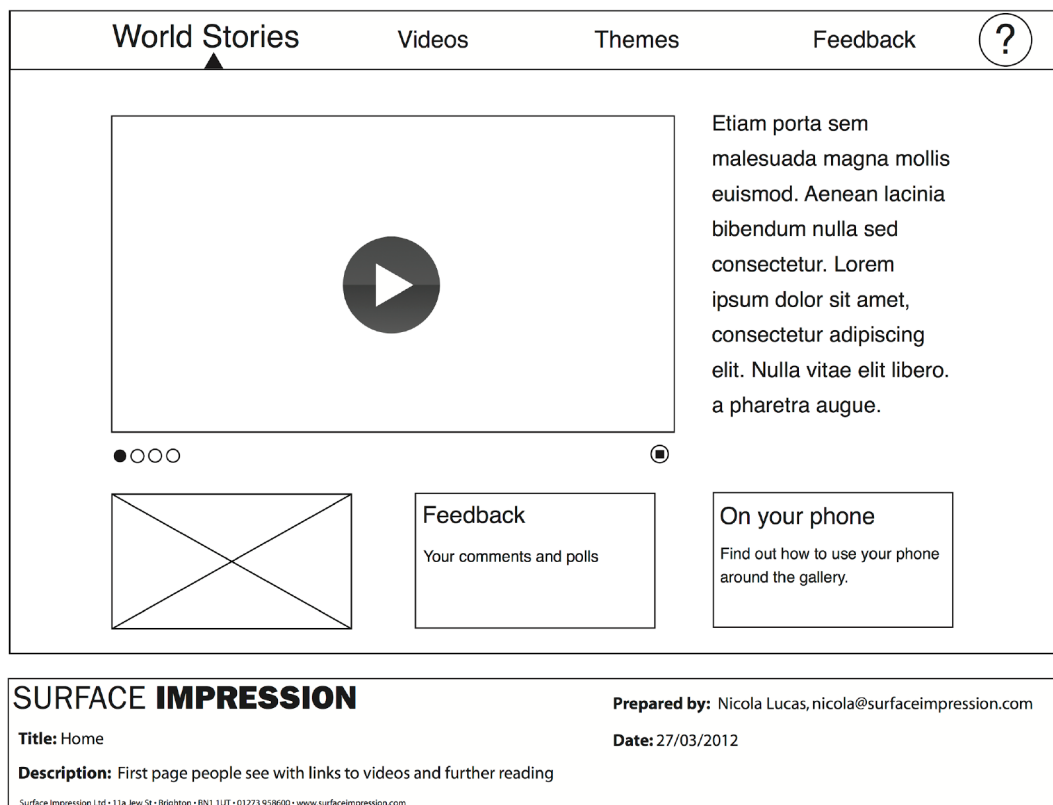 World Stories Videos Themes Feedback ?
Etiam porta sem
malesuada magna mollis
euismod. Aenean lacinia
bibendum nulla sed
consectetur. Lorem
ipsum dolor sit amet,
consectetur adipiscing
elit. Nulla vitae elit libero.
a pharetra augue.
Feedback
Your comments and polls
On your phone
Find out how to use your phone
around the gallery.
SURFACE IMPRESSION
Prepared by: Nicola Lucas, nicola@surfaceimpression.com
Title: Home
Date: 27/03/2012
Description: First page people see with links to videos and further reading
Surface Impression Ltd • 11a Jew St • Brighton • BN1 1UT • 01273 958600 • www.surfaceimpression.com